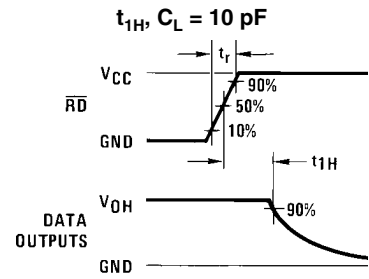 t1H, CL = 10 pF
tr
VCC
90%
RD
50%
10%
GND
t1H
VOH
90%
DATA
OUTPUTS
GND